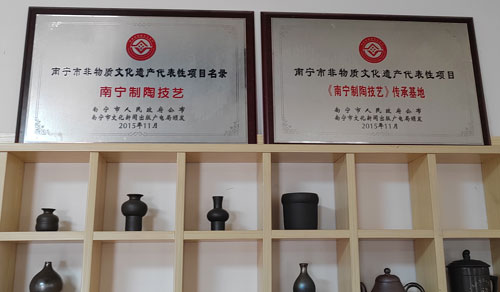 南宁市非物质文化遗产代表性项目名录
南宁制陶技艺
南宁市人民政府公布
南宁市文化新闻出版广电局颁发
2015年11月
南宁市非物质文化遗产代表性项目
《南宁制陶技艺》传承基地
南宁市人民政府公布
南宁市文化新闻出版广电局颁发
2015年11月